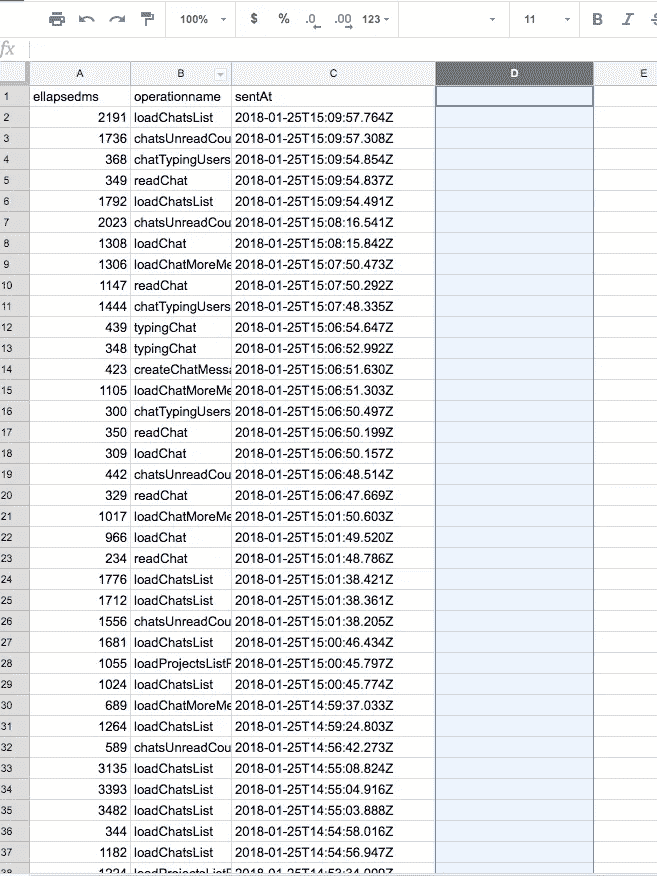 100% $ % .0 .00 123 11 B I S
fx
A B C D E
1 ellapsedms operationname sentAt
2 2191 loadChatsList 2018-01-25T15:09:57.764Z
3 1736 chatsUnreadCou 2018-01-25T15:09:57.308Z
4 368 chatTypingUsers 2018-01-25T15:09:54.854Z
5 349 readChat 2018-01-25T15:09:54.837Z
6 1792 loadChatsList 2018-01-25T15:09:54.491Z
7 2023 chatsUnreadCou 2018-01-25T15:08:16.541Z
8 1308 loadChat 2018-01-25T15:08:15.842Z
9 1306 loadChatMoreMe 2018-01-25T15:07:50.473Z
10 1147 readChat 2018-01-25T15:07:50.292Z
11 1444 chatTypingUsers 2018-01-25T15:07:48.335Z
12 439 typingChat 2018-01-25T15:06:54.647Z
13 348 typingChat 2018-01-25T15:06:52.992Z
14 423 createChatMessa 2018-01-25T15:06:51.630Z
15 1105 loadChatMoreMe 2018-01-25T15:06:51.303Z
16 300 chatTypingUsers 2018-01-25T15:06:50.497Z
17 350 readChat 2018-01-25T15:06:50.199Z
18 309 loadChat 2018-01-25T15:06:50.157Z
19 442 chatsUnreadCou 2018-01-25T15:06:48.514Z
20 329 readChat 2018-01-25T15:06:47.669Z
21 1017 loadChatMoreMe 2018-01-25T15:01:50.603Z
22 966 loadChat 2018-01-25T15:01:49.520Z
23 234 readChat 2018-01-25T15:01:48.786Z
24 1776 loadChatsList 2018-01-25T15:01:38.421Z
25 1712 loadChatsList 2018-01-25T15:01:38.361Z
26 1556 chatsUnreadCou 2018-01-25T15:01:38.205Z
27 1681 loadChatsList 2018-01-25T15:00:46.434Z
28 1055 loadProjectsListF 2018-01-25T15:00:45.797Z
29 1024 loadChatsList 2018-01-25T15:00:45.774Z
30 689 loadChatMoreMe 2018-01-25T14:59:37.033Z
31 1264 loadChatsList 2018-01-25T14:59:24.803Z
32 589 chatsUnreadCou 2018-01-25T14:56:42.273Z
33 3135 loadChatsList 2018-01-25T14:55:08.824Z
34 3393 loadChatsList 2018-01-25T14:55:04.916Z
35 3482 loadChatsList 2018-01-25T14:55:03.888Z
36 344 loadChatsList 2018-01-25T14:54:58.016Z
37 1182 loadChatsList 2018-01-25T14:54:56.947Z